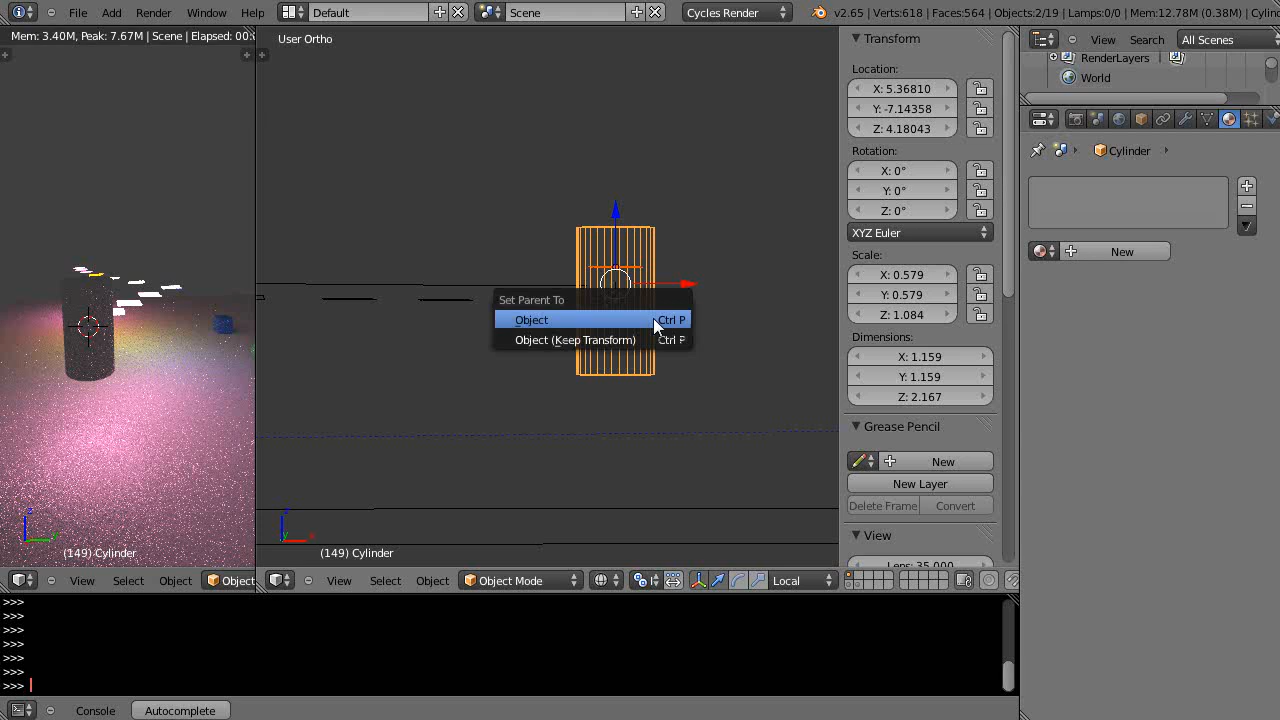 File Add Render Window Help Default Scene Cycles Render v2.65 | Verts:618 | Faces:564 | Objects:2/19 | Lamps:0/0 | Mem:12.78M (0.38M) | Cylin
Mem: 3.40M, Peak: 7.67M | Scene | Elapsed: 00:
User Ortho
Transform
View Search All Scenes
RenderLayers
World
Location:
X: 5.36810
Y: -7.14358
Z: 4.18043
Rotation:
X: 0°
Y: 0°
Z: 0°
XYZ Euler
Cylinder
New
Scale:
X: 0.579
Y: 0.579
Z: 1.084
Set Parent To
Object Ctrl P
Object (Keep Transform) Ctrl P
Dimensions:
X: 1.159
Y: 1.159
Z: 2.167
Grease Pencil
New
New Layer
Delete Frame Convert
View
Lens: 35.000
z
y
(149) Cylinder
z
y
x
(149) Cylinder
View Select Object Object
View Select Object Object Mode Local
>>>
>>>
>>>
>>>
>>>
>>>
>>>
Console Autocomplete